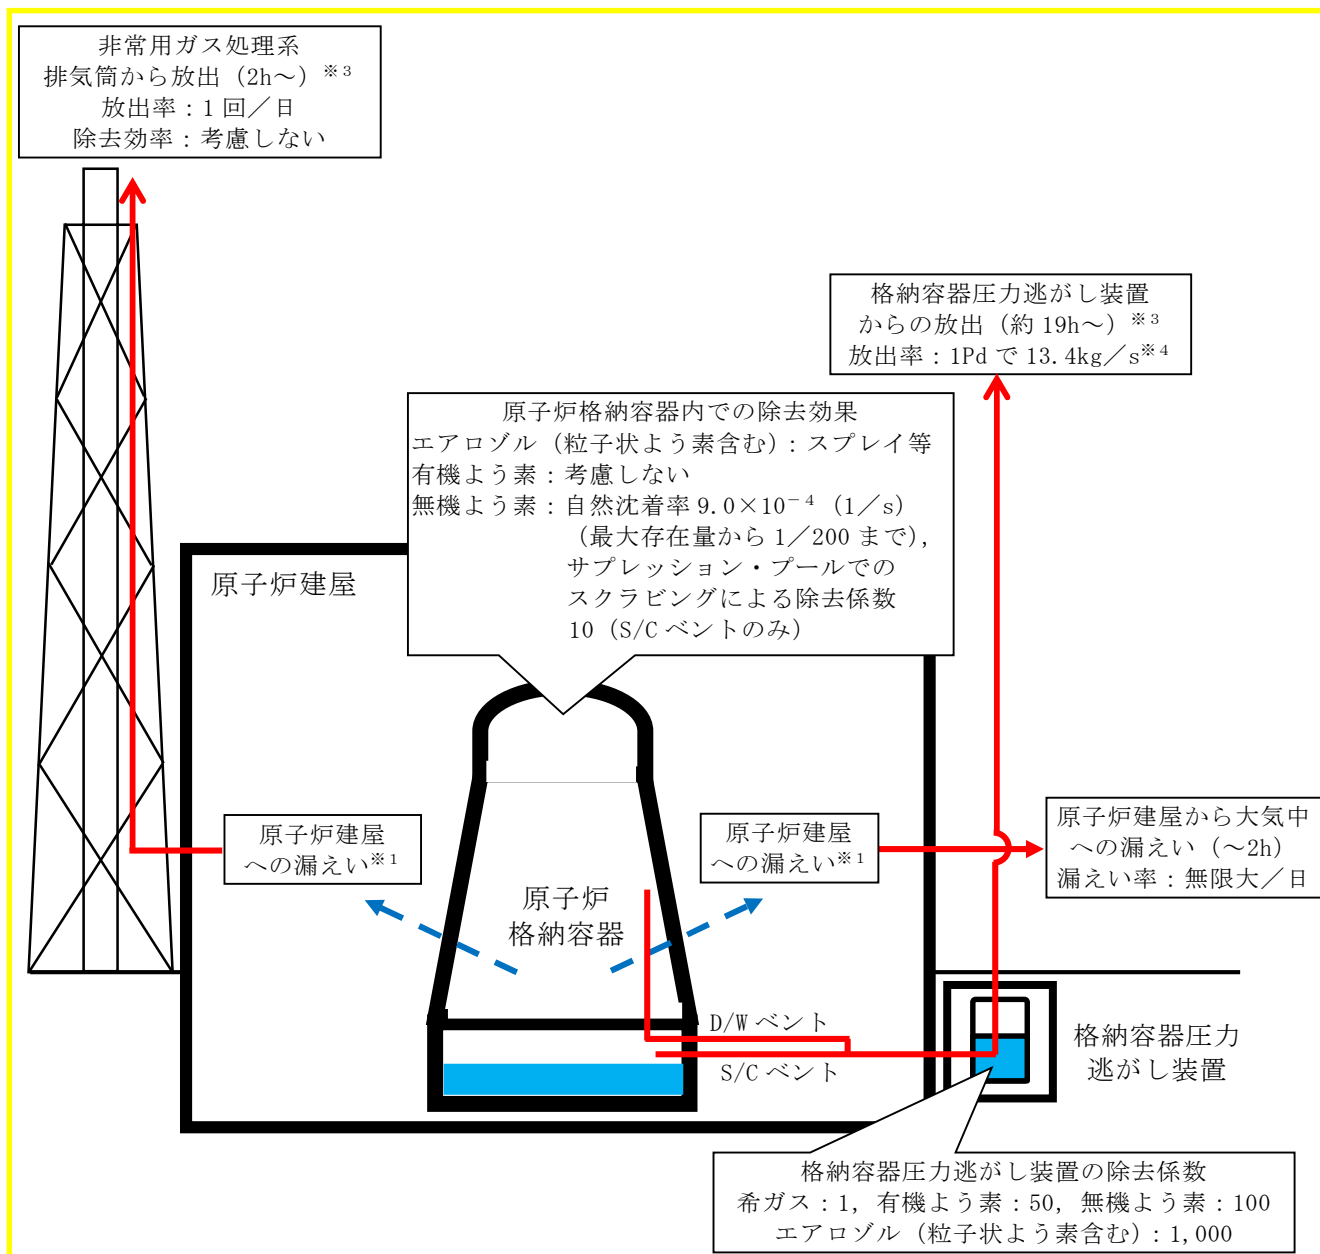 非常用ガス処理系
排気筒から放出（2h～）※3
放出率：1回／日
除去効率：考慮しない
格納容器圧力逃がし装置
からの放出（約19h～）※3
放出率：1Pdで13.4kg／s※4
原子炉格納容器内での除去効果
エアロゾル（粒子状よう素含む）：スプレイ等
有機よう素：考慮しない
無機よう素：自然沈着率9.0×10－4（1／s）
（最大存在量から1／200まで），
サプレッション・プールでの
スクラビングによる除去係数
10（S/Cベントのみ）
原子炉建屋
原子炉建屋
への漏えい※1
原子炉建屋
への漏えい※1
原子炉建屋から大気中
への漏えい（～2h）
漏えい率：無限大／日
原子炉
格納容器
D/Wベント
S/Cベント
格納容器圧力
逃がし装置
格納容器圧力逃がし装置の除去係数
希ガス：1，有機よう素：50，無機よう素：100
エアロゾル（粒子状よう素含む）：1,000